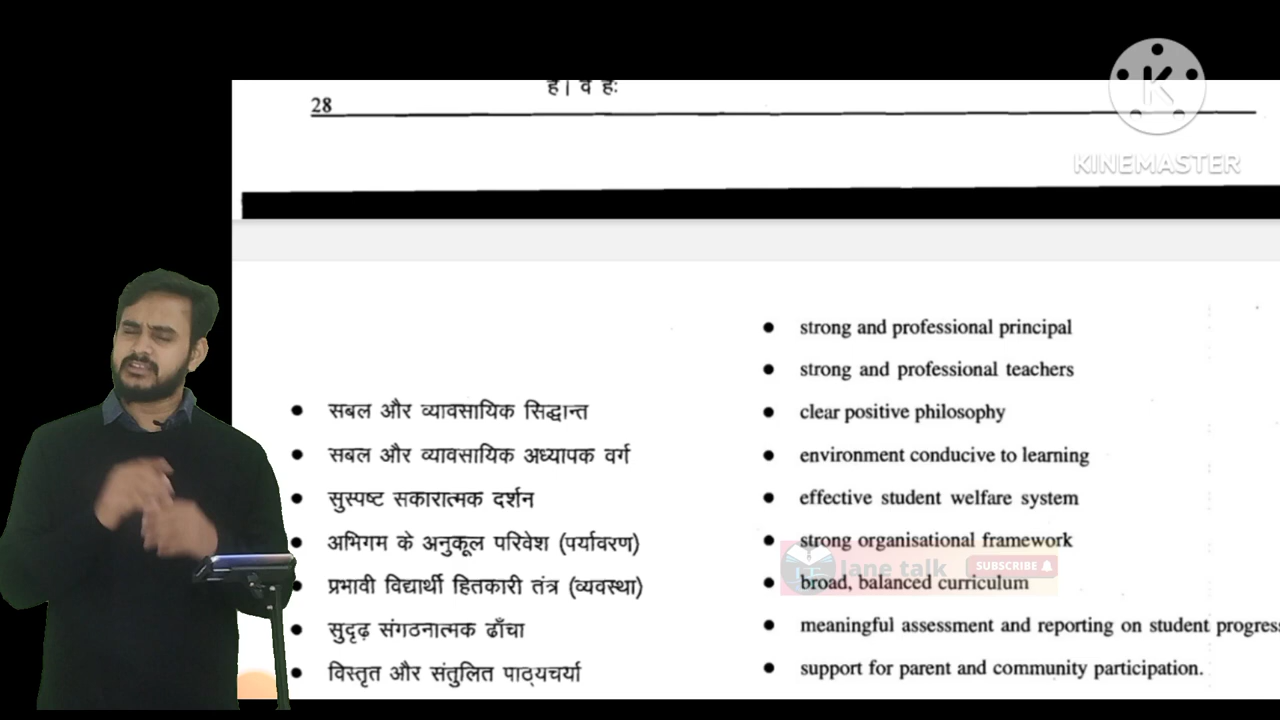 हैं। वे हैं:
28
KINEMASTER
सबल और व्यावसायिक सिद्धान्त
सबल और व्यावसायिक अध्यापक वर्ग
सुस्पष्ट सकारात्मक दर्शन
अभिगम के अनुकूल परिवेश (पर्यावरण)
प्रभावी विद्यार्थी हितकारी तंत्र (व्यवस्था)
सुदृढ़ संगठनात्मक ढाँचा
विस्तृत और संतुलित पाठ्यचर्या
strong and professional principal
strong and professional teachers
clear positive philosophy
environment conducive to learning
effective student welfare system
strong organisational framework
lane talk
SUBSCRIBE
broad, balanced curriculum
meaningful assessment and reporting on student progres
support for parent and community participation.